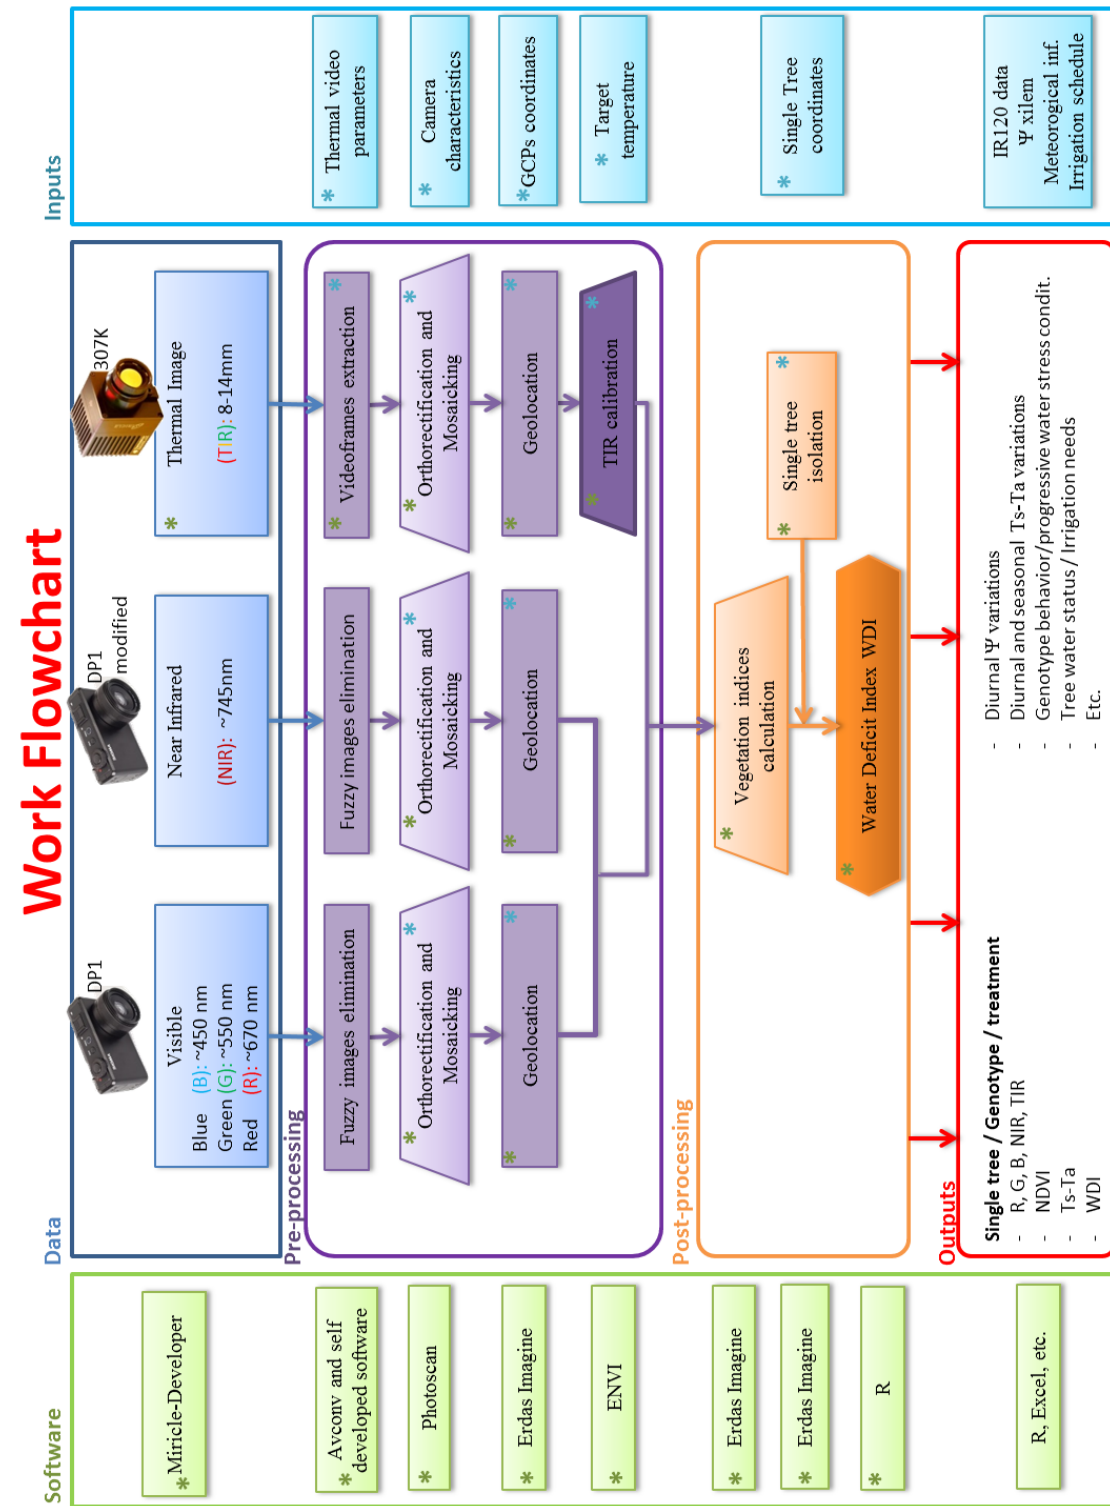 Work Flowchart
Software
Data
Inputs
* Miricle-Developer
DP1
Visible
Blue (B): ~450 nm
Green (G): ~550 nm
Red (R): ~670 nm
DP1
modified
Near Infrared
(NIR): ~745nm
307K
* Thermal Image
(TIR): 8-14mm
Pre-processing
Avconv and self
* developed software
Fuzzy images elimination
Fuzzy images elimination
* Videoframes extraction *
Thermal video
* parameters
* Photoscan
* Orthorectification and *
Mosaicking
* Orthorectification and *
Mosaicking
* Orthorectification and *
Mosaicking
Camera
* characteristics
* Erdas Imagine
* Geolocation *
* Geolocation *
* Geolocation *
*GCPs coordinates
* ENVI
* TIR calibration *
* Target
temperature
Post-processing
* Erdas Imagine
* Vegetation indices
calculation
* Erdas Imagine
* Single tree *
isolation
Single Tree
* coordinates
* R
* Water Deficit Index WDI
Outputs
R, Excel, etc.
Single tree / Genotype / treatment
- R, G, B, NIR, TIR
- NDVI
- Ts-Ta
- WDI
- Diurnal Ψ variations
- Diurnal and seasonal Ts-Ta variations
- Genotype behavior/progressive water stress condit.
- Tree water status / Irrigation needs
- Etc.
IR120 data
Ψ xilem
Meteorogical inf.
Irrigation schedule